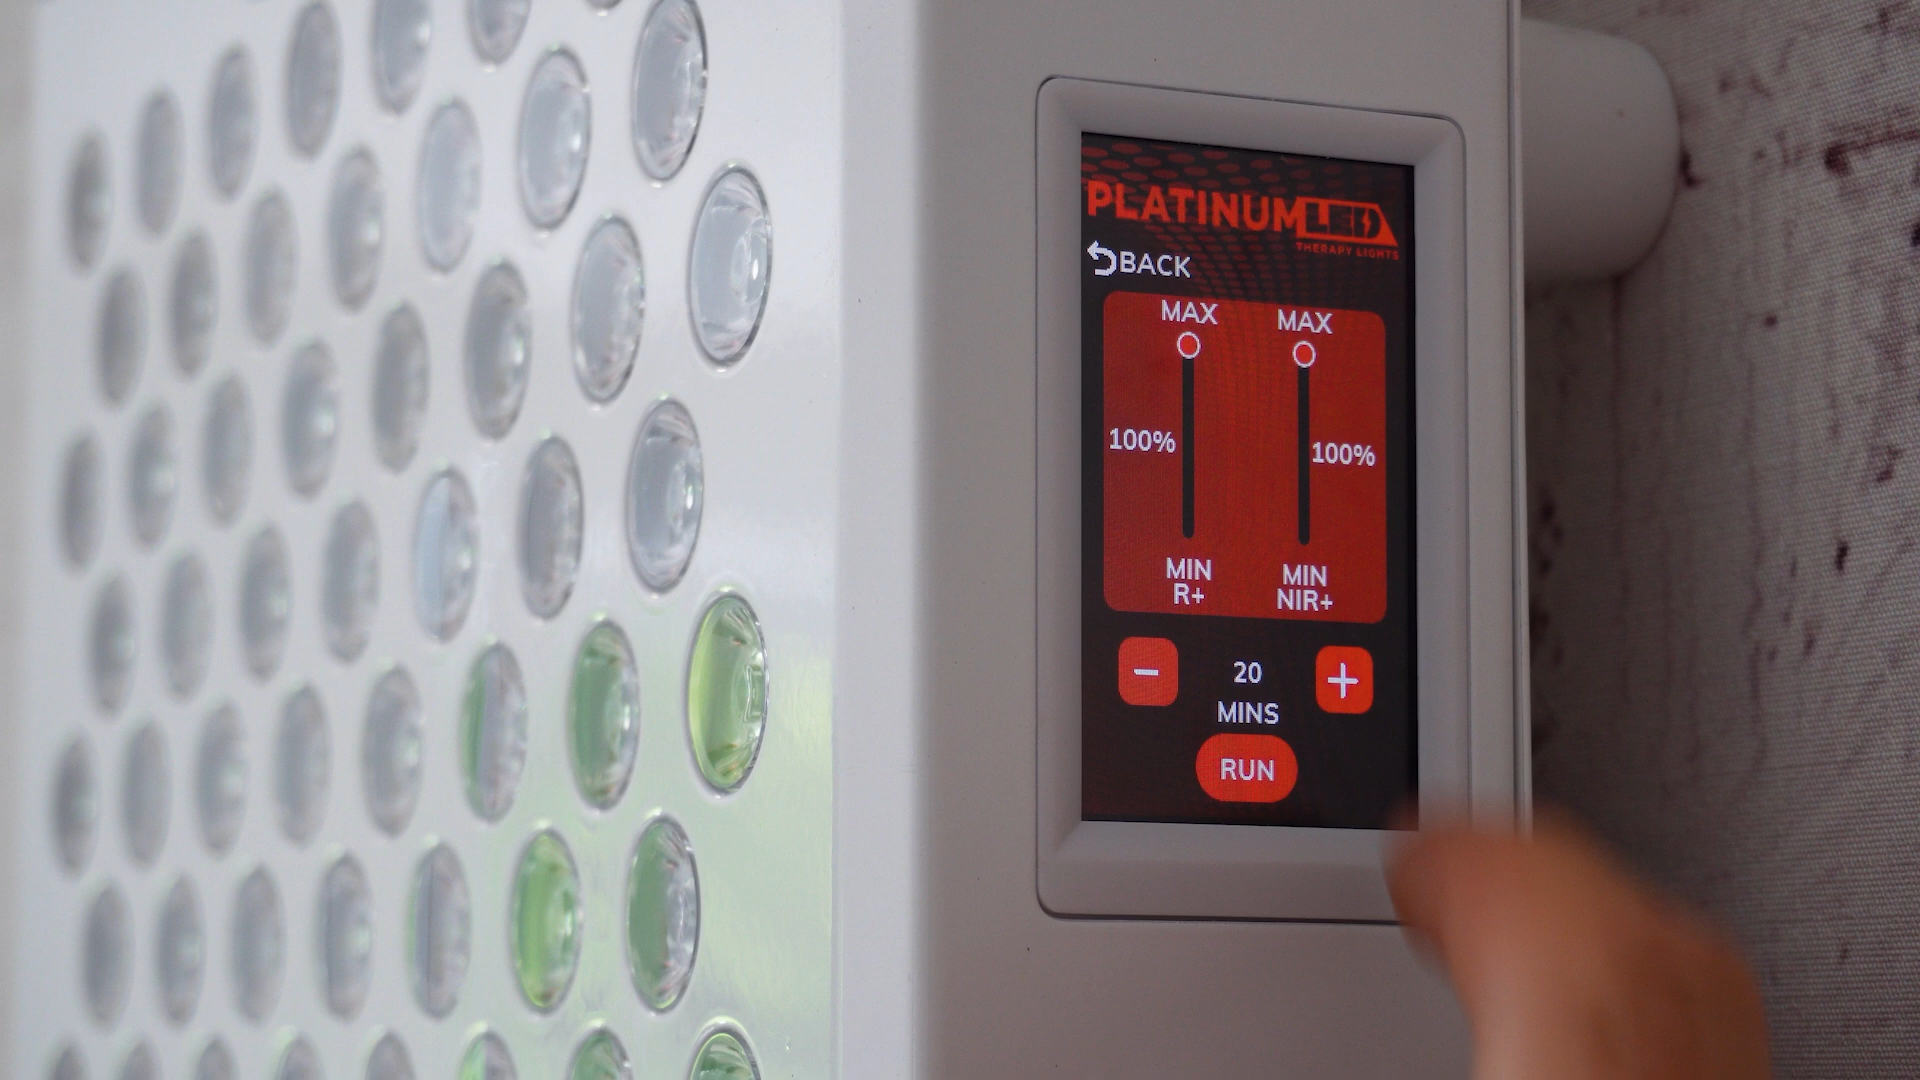 PLATINUMLED
THERAPY LIGHTS
BACK
MAX MAX
100% 100%
MIN MIN
R+ NIR+
− 20 +
MINS
RUN